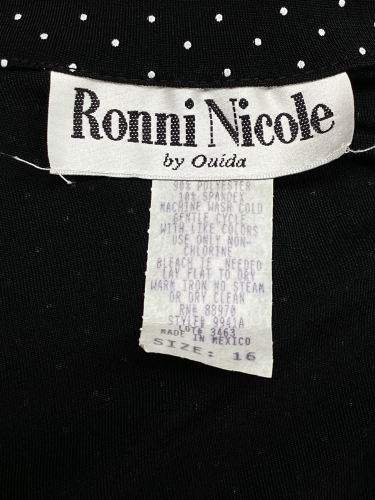 Ronni Nicole
by Ouida
90% POLYESTER
10% SPANDEX
MACHINE WASH COLD
GENTLE CYCLE
WITH LIKE COLORS
USE ONLY NON-
CHLORINE
BLEACH IF NEEDED
LAY FLAT TO DRY
WARM IRON NO STEAM
OR DRY CLEAN
RN# 88970
STYLE# 9941A
LOT# 3463
MADE IN MEXICO
SIZE: 16